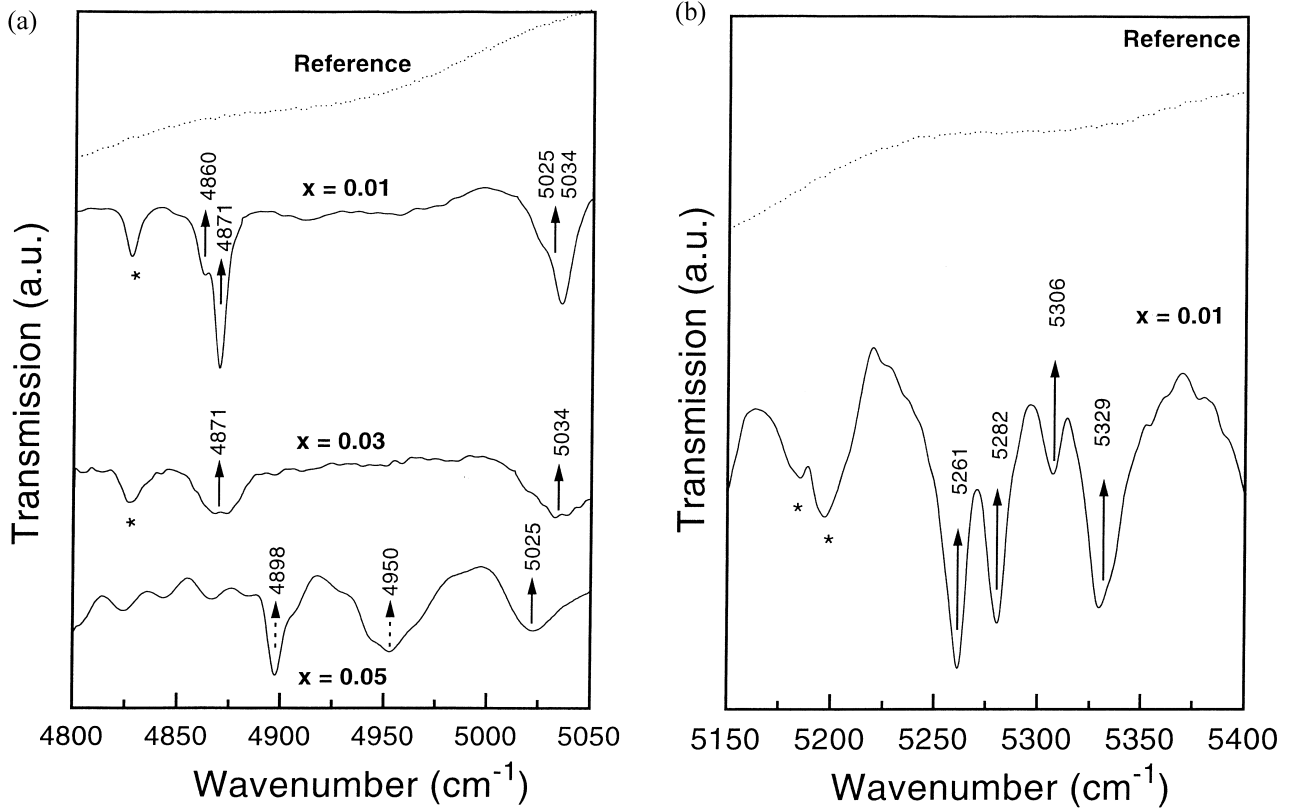 (a)
Reference
4860
4871
x = 0.01
5025
5034
*
4871
x = 0.03
5034
*
4898
4950
5025
x = 0.05
4800 4850 4900 4950 5000 5050
Wavenumber (cm-1)
Transmission (a.u.)
(b)
Reference
5306
x = 0.01
5261
5282
5329
*
*
5150 5200 5250 5300 5350 5400
Wavenumber (cm-1)
Transmission (a.u.)